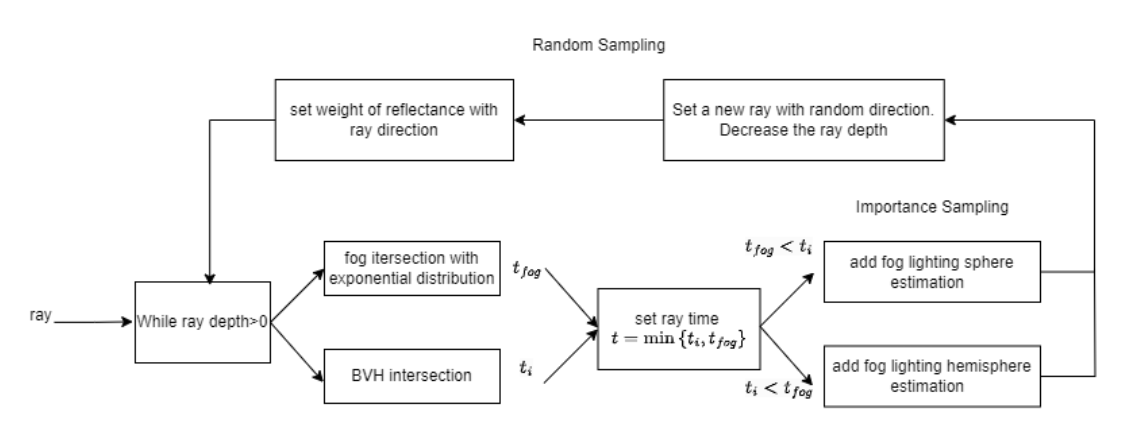 Random Sampling
set weight of reflectance with
ray direction
Set a new ray with random direction.
Decrease the ray depth
Importance Sampling
ray
While ray depth>0
fog itersection with
exponential distribution
BVH intersection
t_{fog}
t_i
set ray time
t = min {t_i, t_{fog}}
t_{fog} < t_i
t_i < t_{fog}
add fog lighting sphere
estimation
add fog lighting hemisphere
estimation